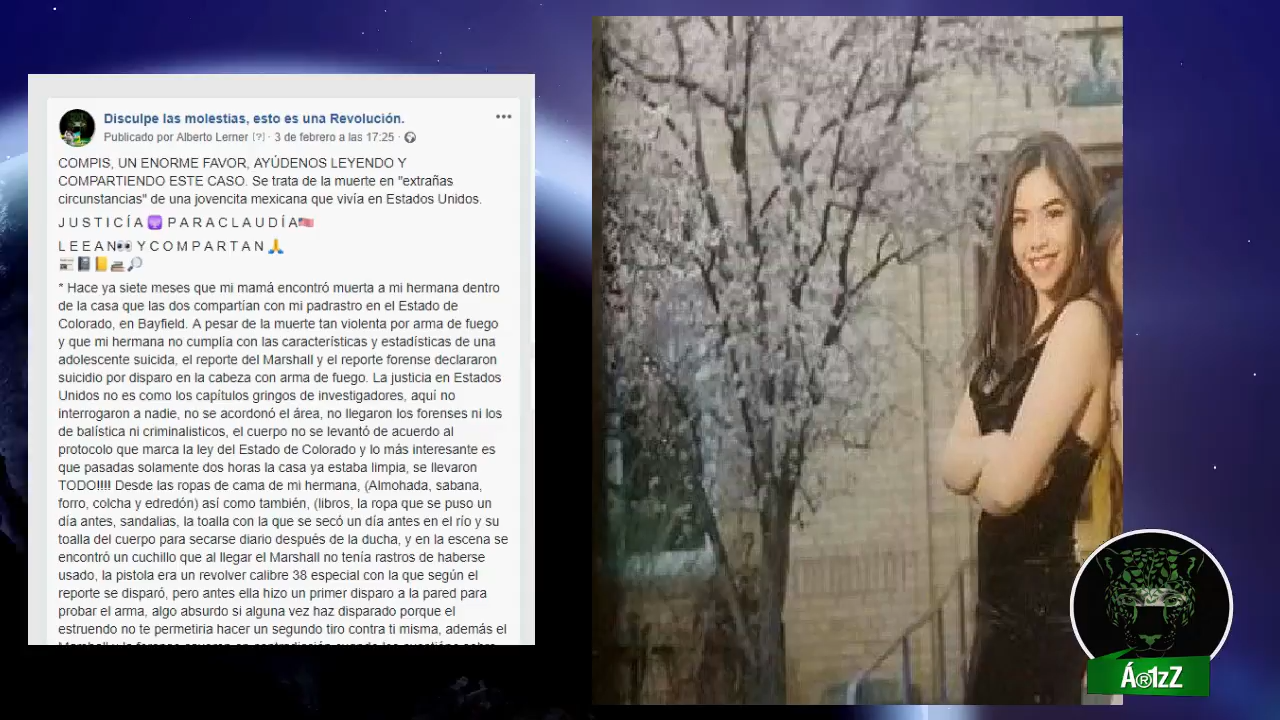 Disculpe las molestias, esto es una Revolución.
Publicado por Alberto Lerner [?] · 3 de febrero a las 17:25 ·
COMPIS, UN ENORME FAVOR, AYÚDENOS LEYENDO Y
COMPARTIENDO ESTE CASO. Se trata de la muerte en "extrañas
circunstancias" de una jovencita mexicana que vivía en Estados Unidos.
J U S T I C Í A 🕎 P A R A C L A U D Í A🇺🇸
L E E A N👀 Y C O M P A R T A N 🙏
📰📓📒📚🔎
* Hace ya siete meses que mi mamá encontró muerta a mi hermana dentro
de la casa que las dos compartían con mi padrastro en el Estado de
Colorado, en Bayfield. A pesar de la muerte tan violenta por arma de fuego
y que mi hermana no cumplía con las características y estadísticas de una
adolescente suicida, el reporte del Marshall y el reporte forense declararon
suicidio por disparo en la cabeza con arma de fuego. La justicia en Estados
Unidos no es como los capítulos gringos de investigadores, aquí no
interrogaron a nadie, no se acordonó el área, no llegaron los forenses ni los
de balística ni criminalisticos, el cuerpo no se levantó de acuerdo al
protocolo que marca la ley del Estado de Colorado y lo más interesante es
que pasadas solamente dos horas la casa ya estaba limpia, se llevaron
TODO!!!! Desde las ropas de cama de mi hermana, (Almohada, sabana,
forro, colcha y edredón) así como también, (libros, la ropa que se puso un
día antes, sandalias, la toalla con la que se secó un día antes en el río y su
toalla del cuerpo para secarse diario después de la ducha, y en la escena se
encontró un cuchillo que al llegar el Marshall no tenía rastros de haberse
usado, la pistola era un revolver calibre 38 especial con la que según el
reporte se disparó, pero antes ella hizo un primer disparo a la pared para
probar el arma, algo absurdo si alguna vez haz disparado porque el
estruendo no te permetiria hacer un segundo tiro contra ti misma, además el
Á®1zZ